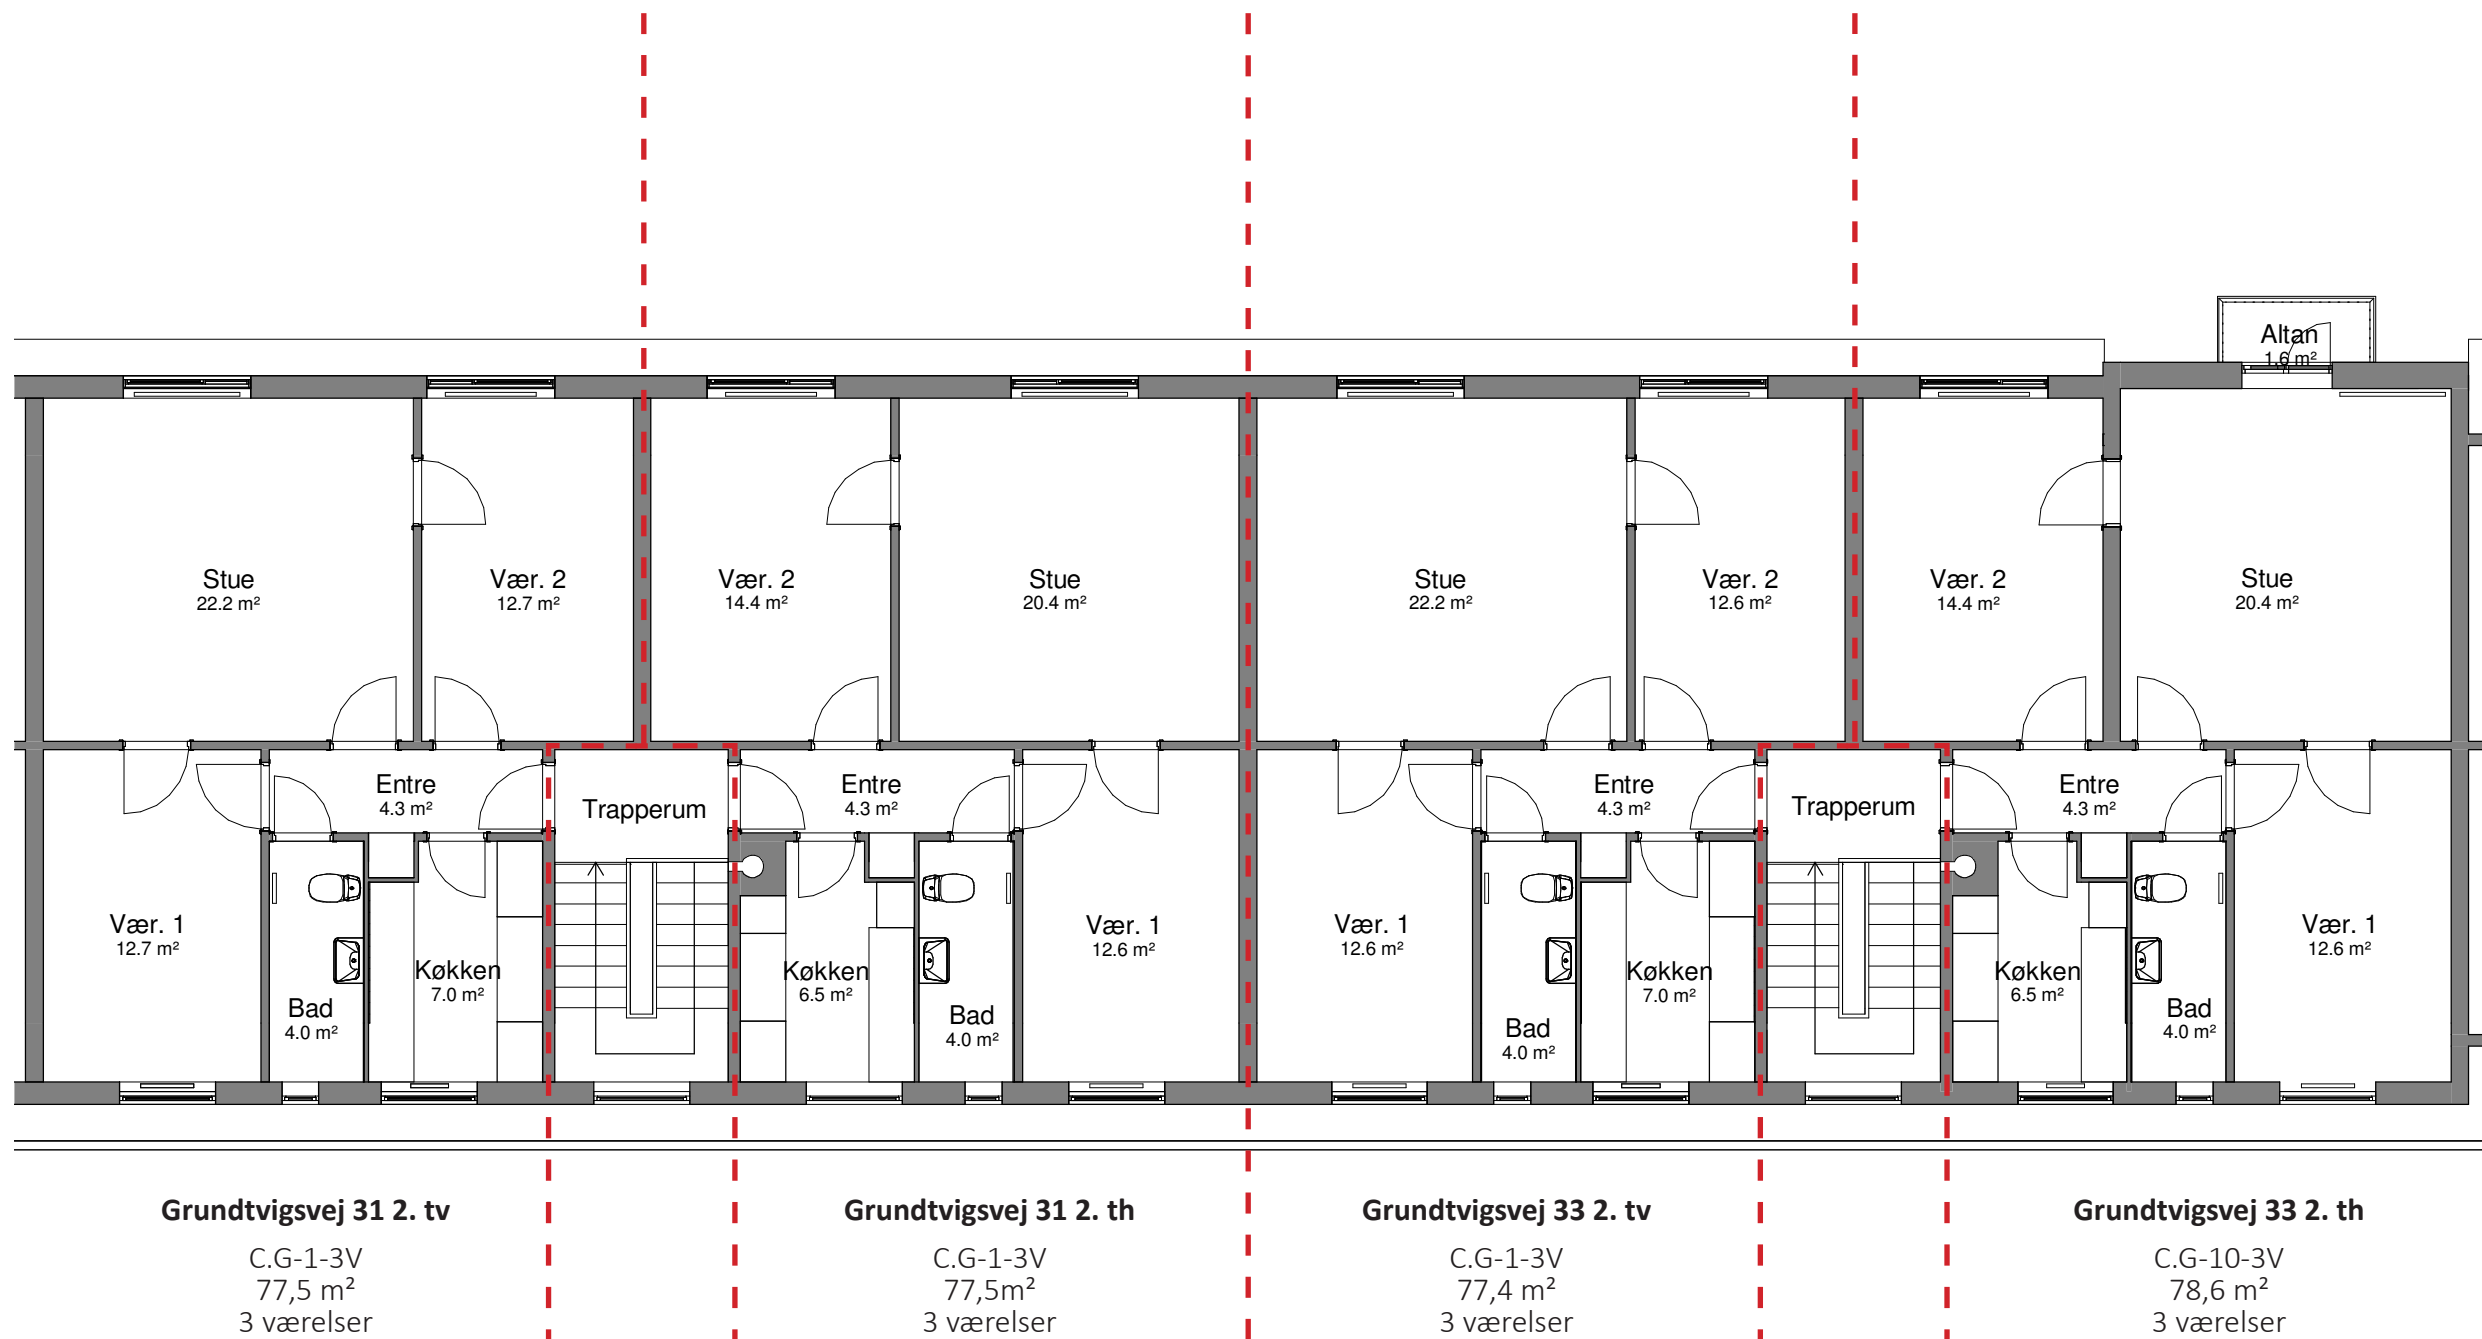 Altan
1.6 m²
Stue
22.2 m²
Vær. 2
12.7 m²
Vær. 2
14.4 m²
Stue
20.4 m²
Stue
22.2 m²
Vær. 2
12.6 m²
Vær. 2
14.4 m²
Stue
20.4 m²
Entre
4.3 m²
Trapperum
Entre
4.3 m²
Entre
4.3 m²
Trapperum
Entre
4.3 m²
Vær. 1
12.7 m²
Bad
4.0 m²
Køkken
7.0 m²
Køkken
6.5 m²
Bad
4.0 m²
Vær. 1
12.6 m²
Vær. 1
12.6 m²
Bad
4.0 m²
Køkken
7.0 m²
Køkken
6.5 m²
Bad
4.0 m²
Vær. 1
12.6 m²
Grundtvigsvej 31 2. tv
C.G-1-3V
77,5 m²
3 værelser
Grundtvigsvej 31 2. th
C.G-1-3V
77,5m²
3 værelser
Grundtvigsvej 33 2. tv
C.G-1-3V
77,4 m²
3 værelser
Grundtvigsvej 33 2. th
C.G-10-3V
78,6 m²
3 værelser